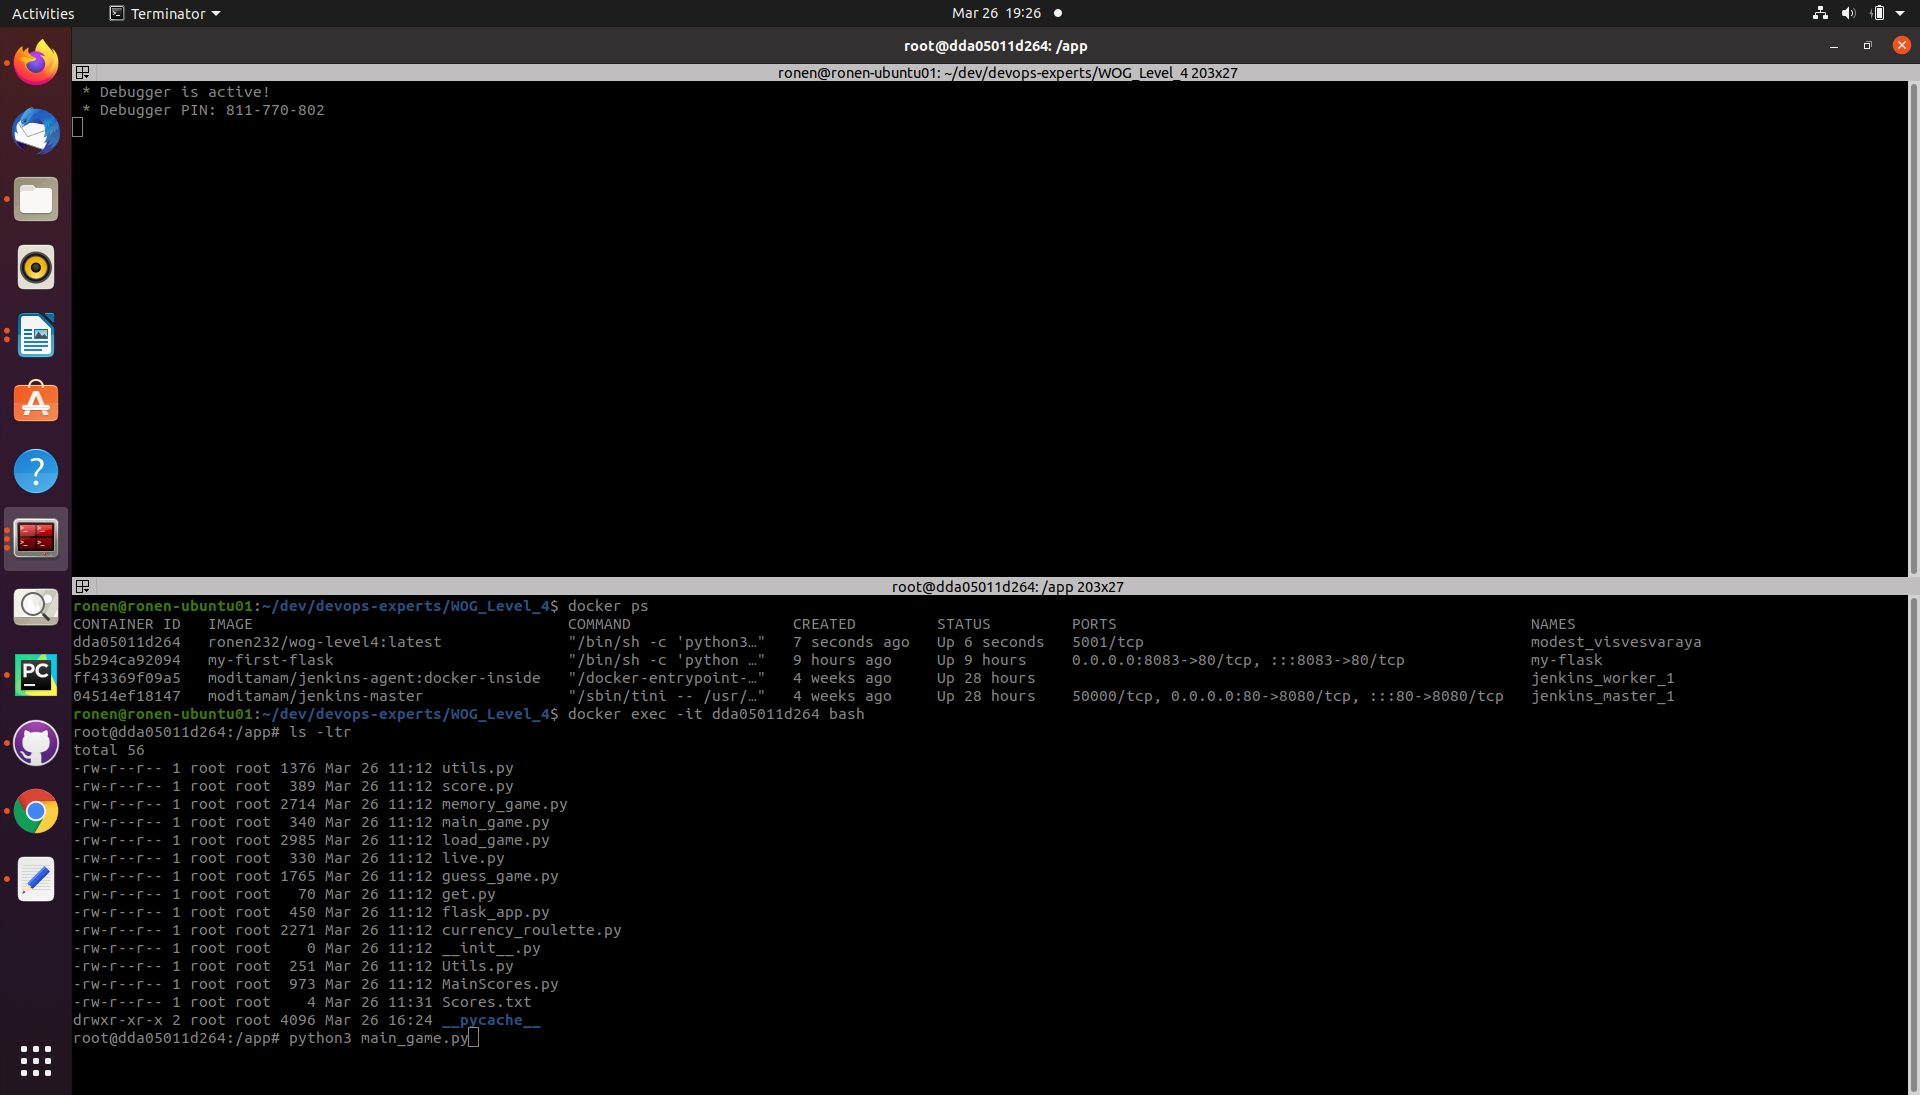 Activities Terminator Mar 26 19:26
root@dda05011d264: /app
ronen@ronen-ubuntu01: ~/dev/devops-experts/WOG_Level_4 203x27
* Debugger is active!
* Debugger PIN: 811-770-802
root@dda05011d264: /app 203x27
ronen@ronen-ubuntu01:~/dev/devops-experts/WOG_Level_4$ docker ps
CONTAINER ID   IMAGE                                   COMMAND                  CREATED         STATUS         PORTS                                              NAMES
dda05011d264   ronen232/wog-level4:latest              "/bin/sh -c 'python3…"   7 seconds ago   Up 6 seconds   5001/tcp                                           modest_visvesvaraya
5b294ca92094   my-first-flask                          "/bin/sh -c 'python …"   9 hours ago     Up 9 hours     0.0.0.0:8083->80/tcp, :::8083->80/tcp              my-flask
ff43369f09a5   moditamam/jenkins-agent:docker-inside   "/docker-entrypoint-…"   4 weeks ago     Up 28 hours                                                       jenkins_worker_1
04514ef18147   moditamam/jenkins-master                "/sbin/tini -- /usr/…"   4 weeks ago     Up 28 hours    50000/tcp, 0.0.0.0:80->8080/tcp, :::80->8080/tcp   jenkins_master_1
ronen@ronen-ubuntu01:~/dev/devops-experts/WOG_Level_4$ docker exec -it dda05011d264 bash
root@dda05011d264:/app# ls -ltr
total 56
-rw-r--r-- 1 root root 1376 Mar 26 11:12 utils.py
-rw-r--r-- 1 root root  389 Mar 26 11:12 score.py
-rw-r--r-- 1 root root 2714 Mar 26 11:12 memory_game.py
-rw-r--r-- 1 root root  340 Mar 26 11:12 main_game.py
-rw-r--r-- 1 root root 2985 Mar 26 11:12 load_game.py
-rw-r--r-- 1 root root  330 Mar 26 11:12 live.py
-rw-r--r-- 1 root root 1765 Mar 26 11:12 guess_game.py
-rw-r--r-- 1 root root   70 Mar 26 11:12 get.py
-rw-r--r-- 1 root root  450 Mar 26 11:12 flask_app.py
-rw-r--r-- 1 root root 2271 Mar 26 11:12 currency_roulette.py
-rw-r--r-- 1 root root    0 Mar 26 11:12 __init__.py
-rw-r--r-- 1 root root  251 Mar 26 11:12 Utils.py
-rw-r--r-- 1 root root  973 Mar 26 11:12 MainScores.py
-rw-r--r-- 1 root root    4 Mar 26 11:31 Scores.txt
drwxr-xr-x 2 root root 4096 Mar 26 16:24 __pycache__
root@dda05011d264:/app# python3 main_game.py